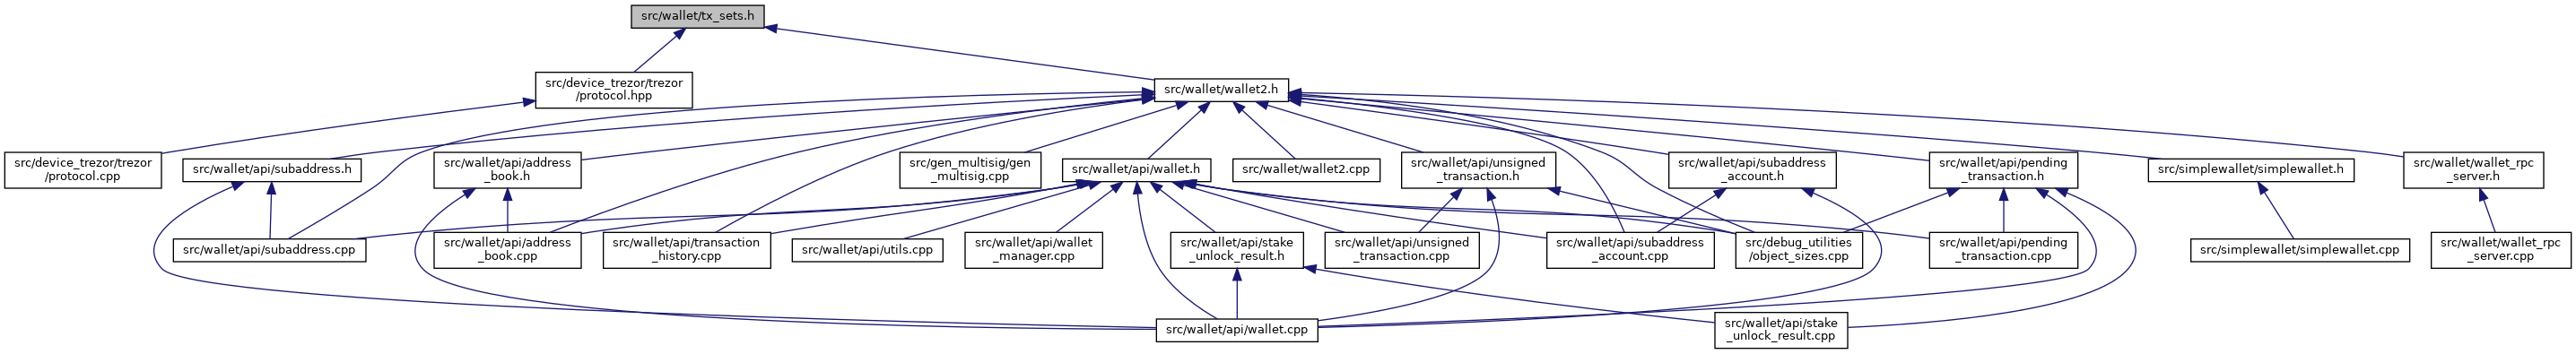 src/wallet/tx_sets.h
src/device_trezor/trezor
/protocol.hpp
src/wallet/wallet2.h
src/device_trezor/trezor
/protocol.cpp
src/wallet/api/subaddress.h
src/wallet/api/address
_book.h
src/gen_multisig/gen
_multisig.cpp
src/wallet/api/wallet.h
src/wallet/wallet2.cpp
src/wallet/api/unsigned
_transaction.h
src/wallet/api/subaddress
_account.h
src/wallet/api/pending
_transaction.h
src/simplewallet/simplewallet.h
src/wallet/wallet_rpc
_server.h
src/wallet/api/subaddress.cpp
src/wallet/api/address
_book.cpp
src/wallet/api/transaction
_history.cpp
src/wallet/api/utils.cpp
src/wallet/api/wallet
_manager.cpp
src/wallet/api/stake
_unlock_result.h
src/wallet/api/unsigned
_transaction.cpp
src/wallet/api/subaddress
_account.cpp
src/debug_utilities
/object_sizes.cpp
src/wallet/api/pending
_transaction.cpp
src/simplewallet/simplewallet.cpp
src/wallet/wallet_rpc
_server.cpp
src/wallet/api/wallet.cpp
src/wallet/api/stake
_unlock_result.cpp